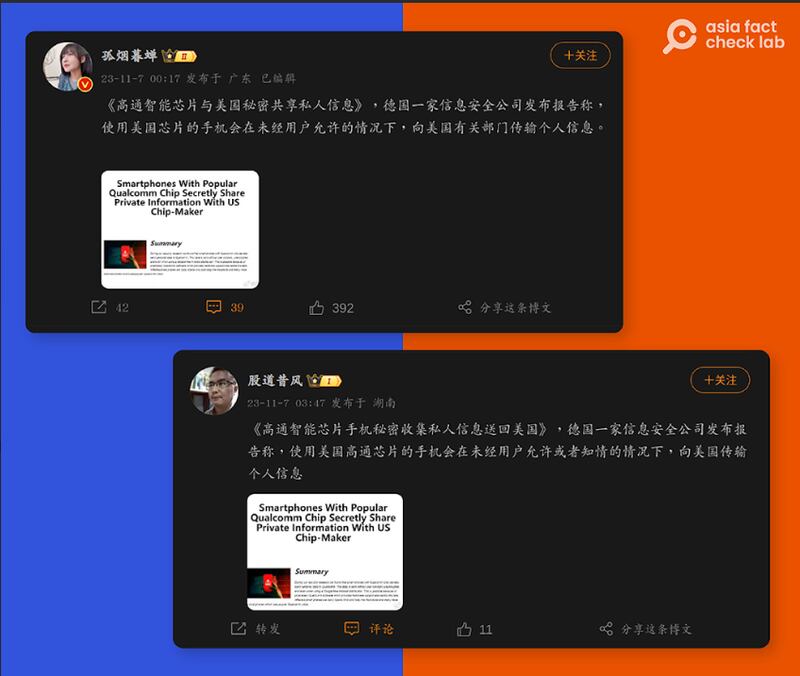 asia fact
check lab
孤烟暮蝉
II
+关注
23-11-7 00:17 发布于 广东 已编辑
《高通智能芯片与美国秘密共享私人信息》,德国一家信息安全公司发布报告称,
使用美国芯片的手机会在未经用户允许的情况下,向美国有关部门传输个人信息。
Smartphones With Popular
Qualcomm Chip Secretly Share
Private Information With US
Chip-Maker
Summary
42
39
392
分享这条博文
股道昔风
I
+关注
23-11-7 03:47 发布于 湖南
《高通智能芯片手机秘密收集私人信息送回美国》,德国一家信息安全公司发布报
告称,使用美国高通芯片的手机会在未经用户允许或者知情的情况下,向美国传输
个人信息
Smartphones With Popular
Qualcomm Chip Secretly Share
Private Information With US
Chip-Maker
Summary
转发
评论
11
分享这条博文